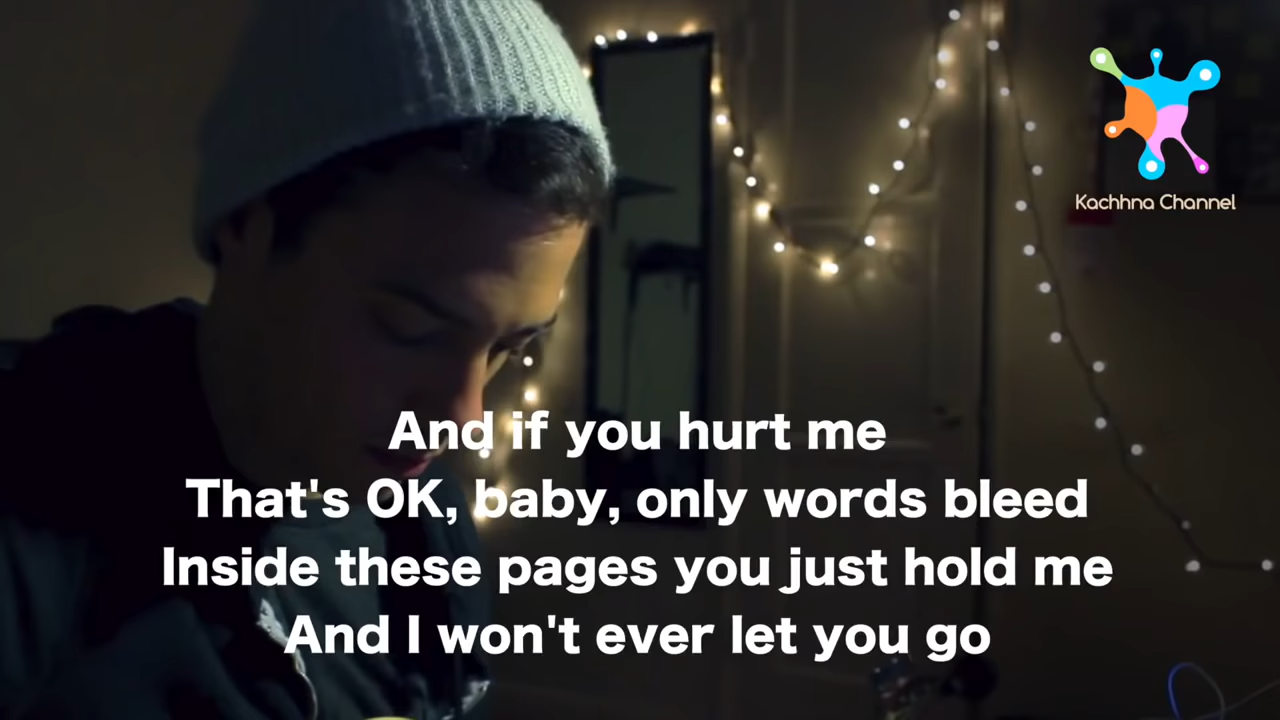 Kachhna Channel
And if you hurt me
That's OK, baby, only words bleed
Inside these pages you just hold me
And I won't ever let you go